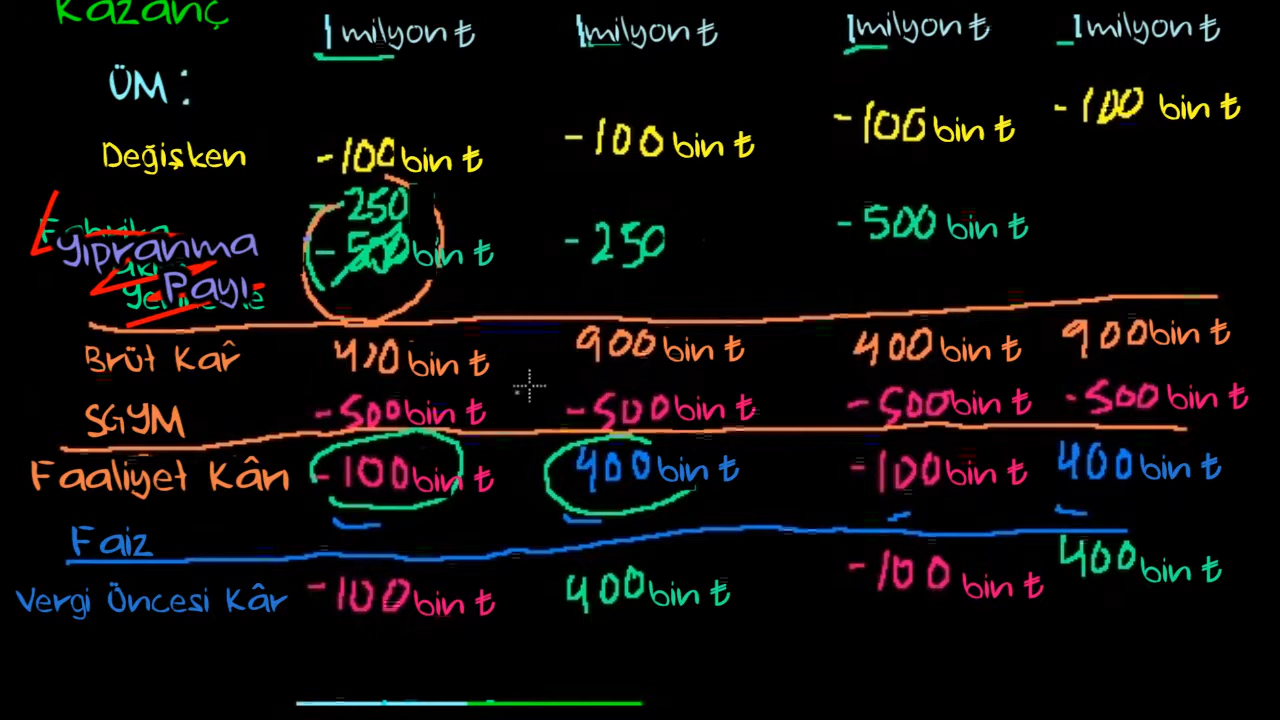 Kazanç 1 milyon ₺ 1 milyon ₺ 1 milyon ₺ 1 milyon ₺
ÜM :
Değişken -100 bin ₺ -100 bin ₺ -100 bin ₺ -100 bin ₺
- 250
Fabrika - 500 bin ₺ - 250 - 500 bin ₺
Yıpranma
Payı
Brüt Kâr 400 bin ₺ 900 bin ₺ 400 bin ₺ 900 bin ₺
SGYM -500 bin ₺ -500 bin ₺ -500 bin ₺ -500 bin ₺
Faaliyet Kârı -100 bin ₺ 400 bin ₺ -100 bin ₺ 400 bin ₺
Faiz
Vergi Öncesi Kâr -100 bin ₺ 400 bin ₺ -100 bin ₺ 400 bin ₺